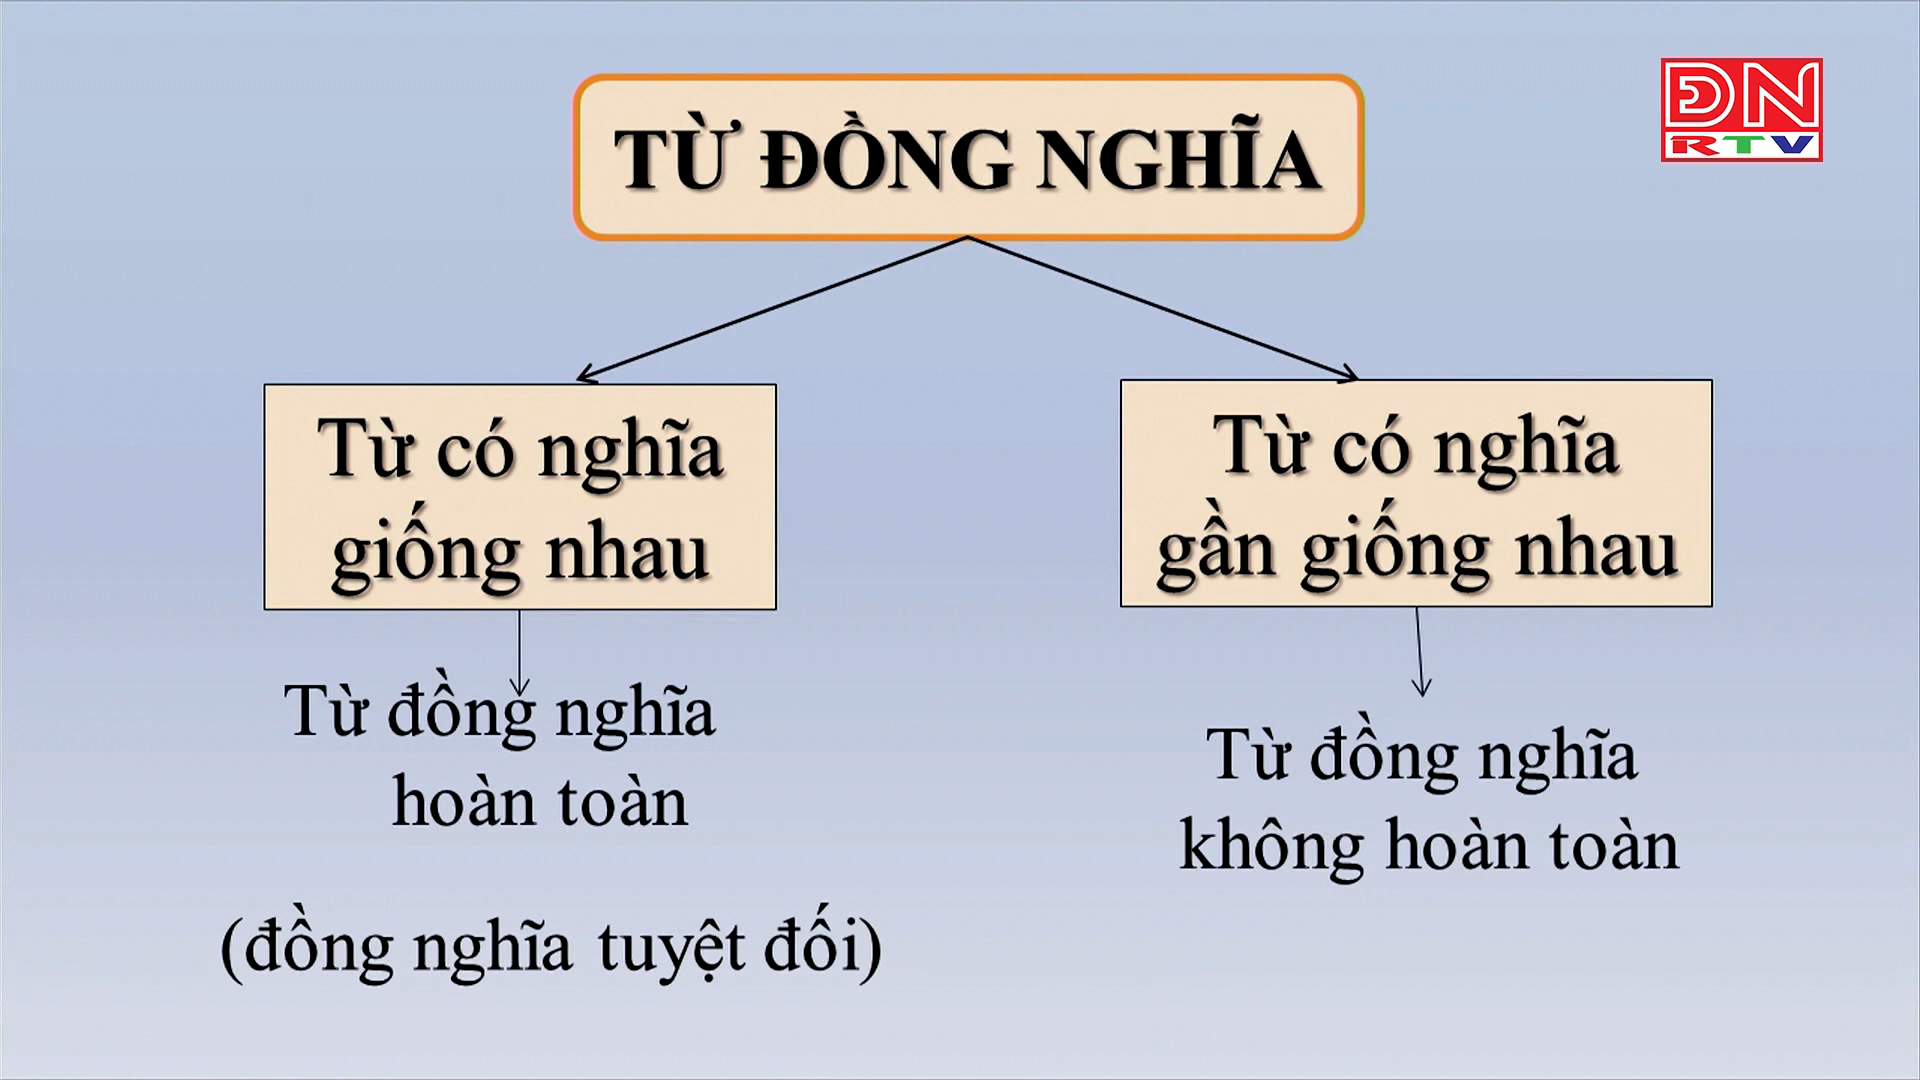 ĐN
RTV
TỪ ĐỒNG NGHĨA
Từ có nghĩa
giống nhau
Từ có nghĩa
gần giống nhau
Từ đồng nghĩa
hoàn toàn
(đồng nghĩa tuyệt đối)
Từ đồng nghĩa
không hoàn toàn